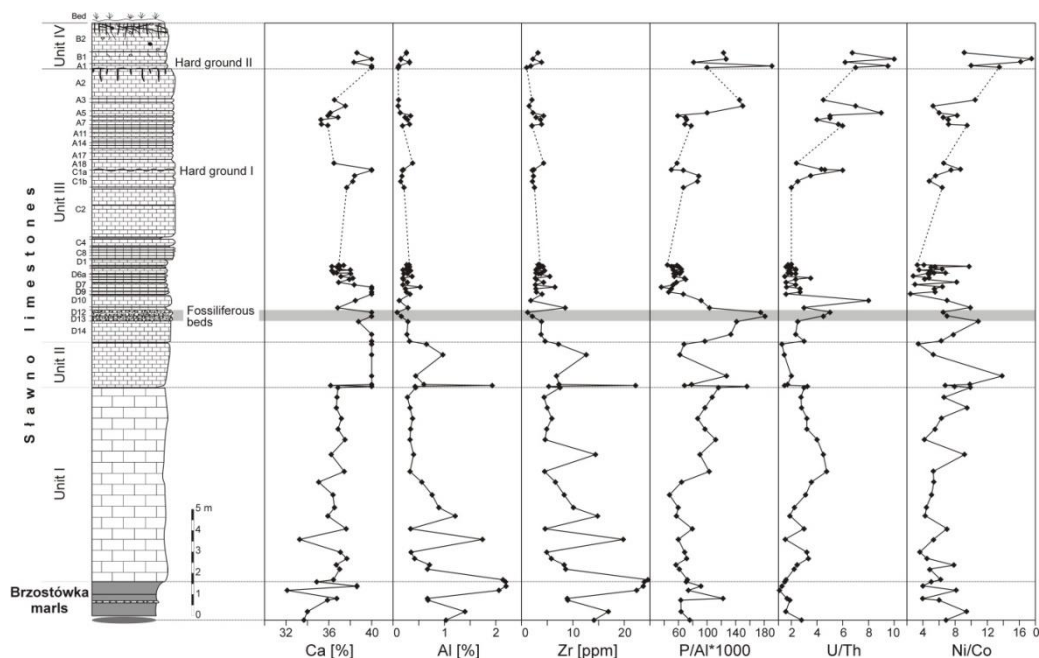 Bed
B2
B1
A1
A2
A3
A5
A7
A11
A14
A17
A18
C1a
C1b
C2
C4
C8
D1
D6a
D7
D9
D10
D12
D13
D14
Unit IV
Unit III
Unit II
Unit I
Sławno limestones
Brzostówka
marls
Hard ground II
Hard ground I
Fossiliferous
beds
5 m
4
3
2
1
0
32 36 40
Ca [%]
0 1 2
Al [%]
0 10 20
Zr [ppm]
60 100 140 180
P/Al*1000
2 4 6 8 10
U/Th
4 8 12 16 0
Ni/Co